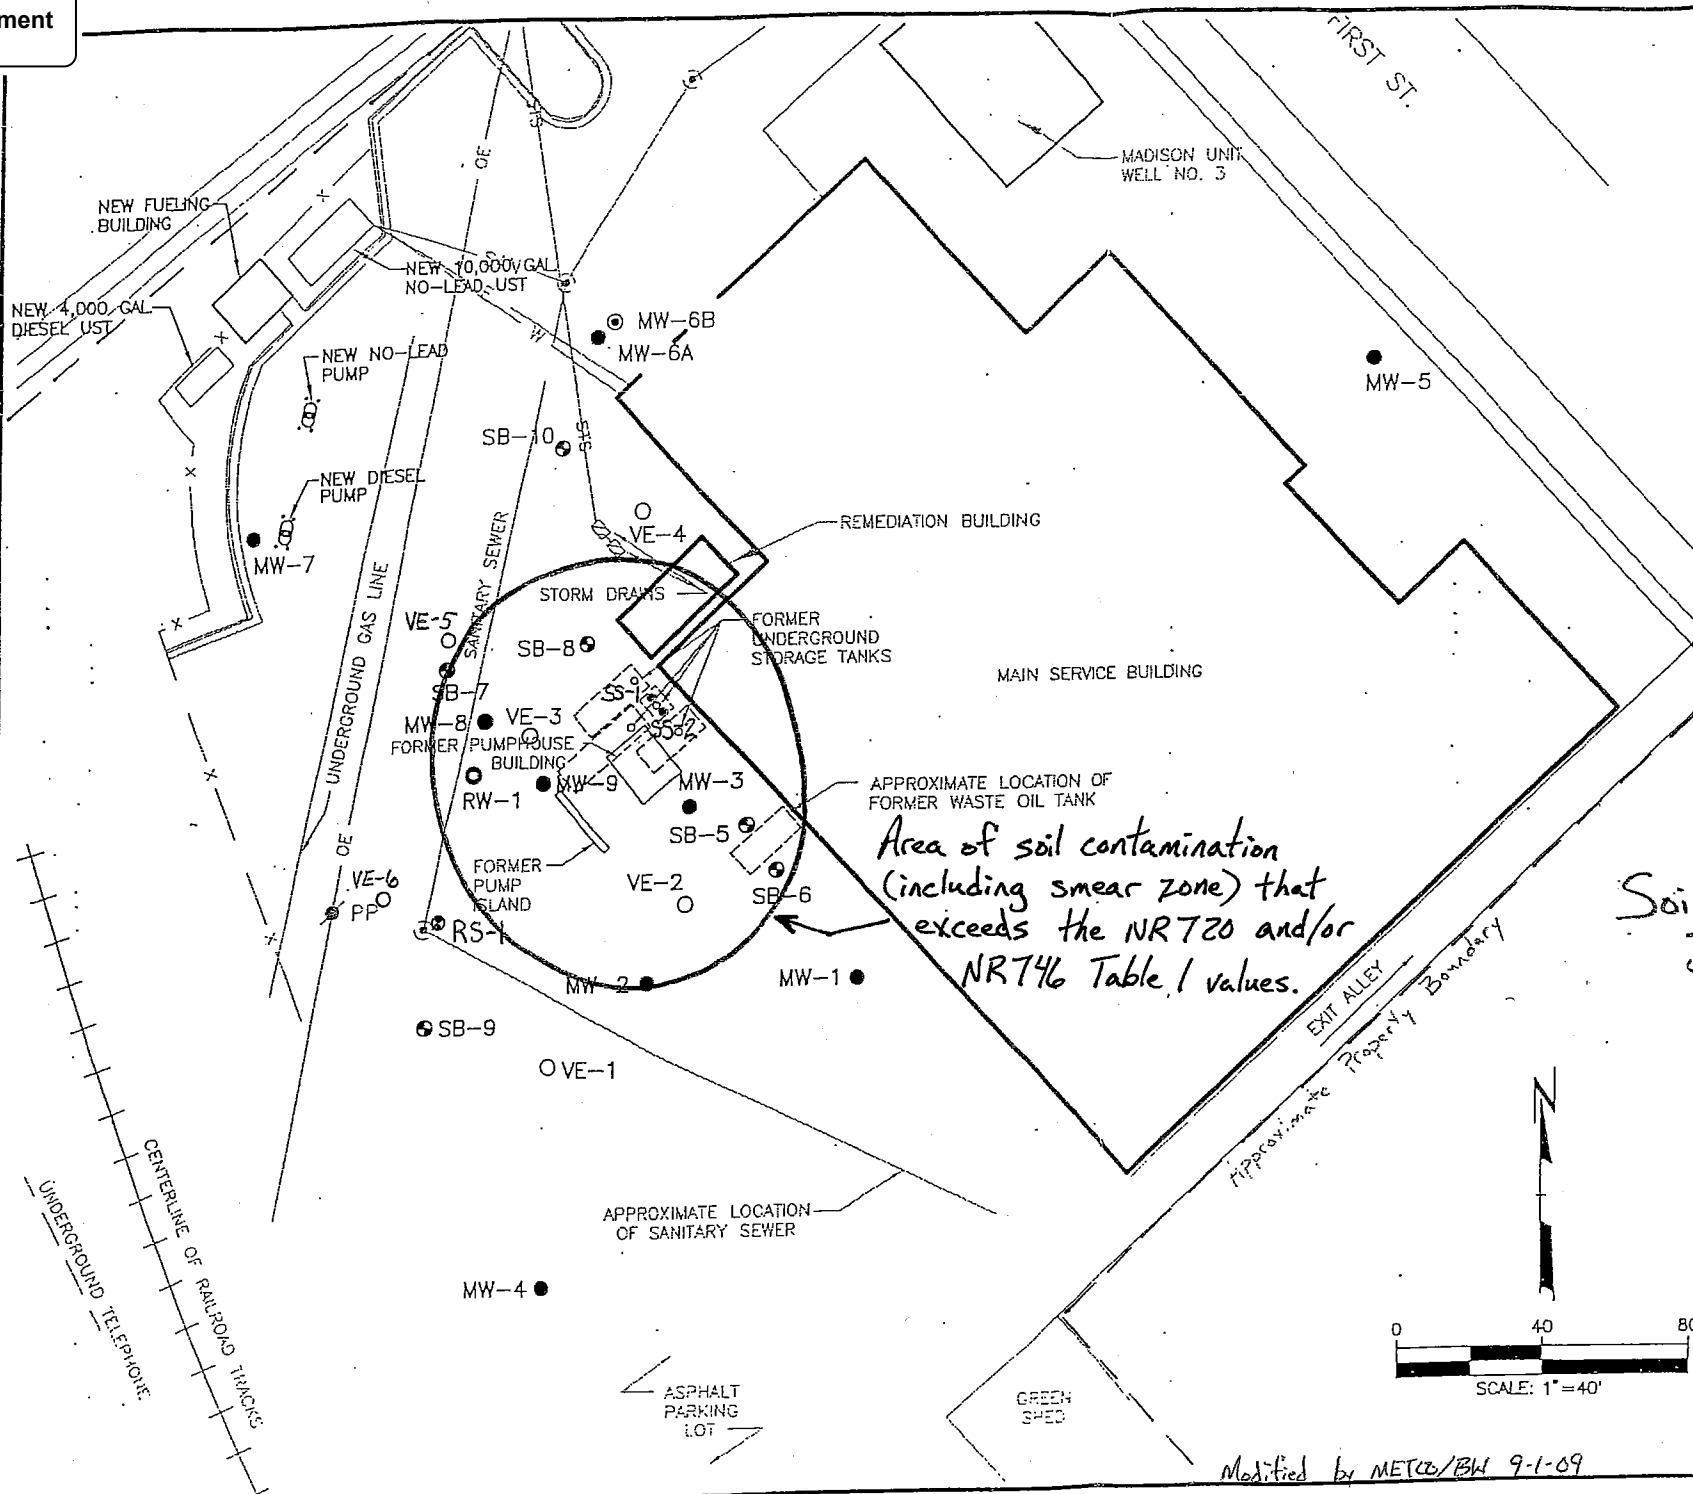 ment
FIRST ST.
MADISON UNIT
WELL NO. 3
STS
OE
NEW FUELING
BUILDING
NEW 10,000 GAL
NO-LEAD UST
NEW 4,000 GAL
DIESEL UST
W
MW-6B
MW-6A
NEW NO-LEAD
PUMP
MW-5
SB-10
STS
NEW DIESEL
PUMP
VE-4
REMEDIATION BUILDING
SANITARY SEWER
MW-7
UNDERGROUND GAS LINE
STORM DRAINS
VE-5
FORMER
UNDERGROUND
STORAGE TANKS
SB-8
MAIN SERVICE BUILDING
SB-7
SS-1
SS-2
MW-8
VE-3
FORMER PUMPHOUSE
BUILDING
MW-9
MW-3
RW-1
APPROXIMATE LOCATION OF
FORMER WASTE OIL TANK
SB-5
OE
FORMER
PUMP
ISLAND
VE-6
PP
VE-2
SB-6
Area of soil contamination
(including smear zone) that
exceeds the NR720 and/or
NR746 Table 1 values.
Soi
RS-1
MW-2
MW-1
EXIT ALLEY
Approximate Property Boundary
SB-9
VE-1
N
CENTERLINE OF RAILROAD TRACKS
UNDERGROUND TELEPHONE
APPROXIMATE LOCATION
OF SANITARY SEWER
MW-4
0 40 80
SCALE: 1"=40'
ASPHALT
PARKING
LOT
GREEN
SHED
Modified by METCO/BW 9-1-09